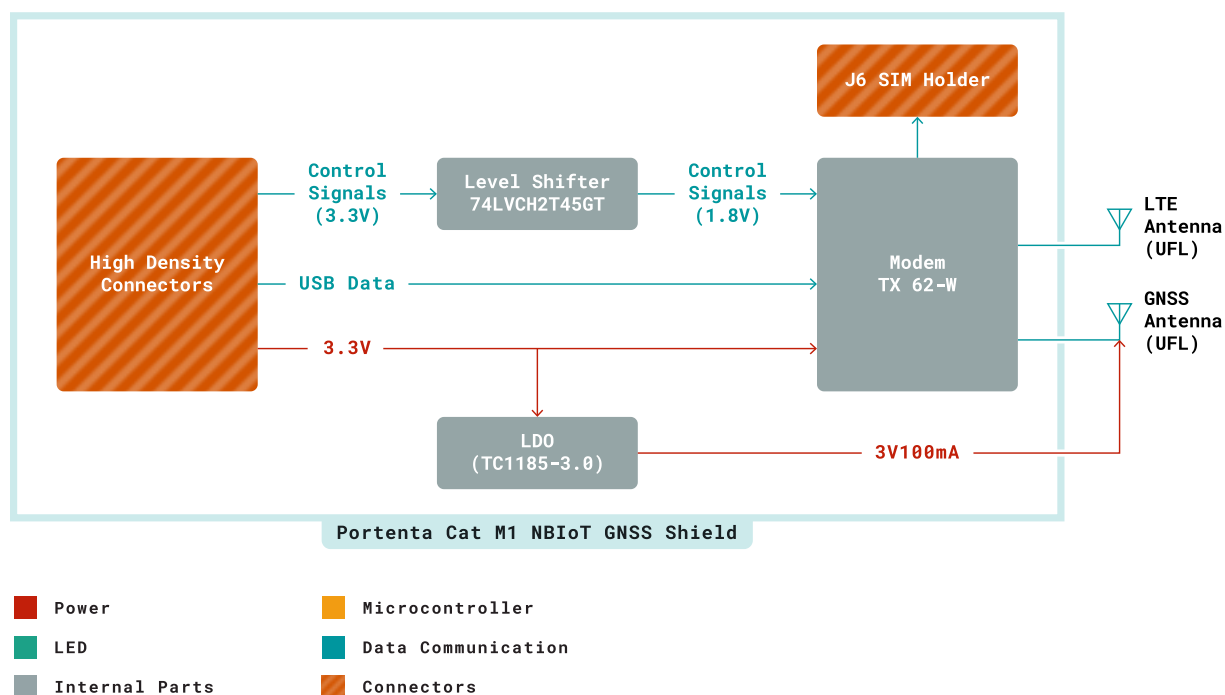 J6 SIM Holder
High Density
Connectors
Control
Signals
(3.3V)
Level Shifter
74LVCH2T45GT
Control
Signals
(1.8V)
USB Data
3.3V
Modem
TX 62-W
LTE
Antenna
(UFL)
GNSS
Antenna
(UFL)
LDO
(TC1185-3.0)
3V100mA
Portenta Cat M1 NBIoT GNSS Shield
Power
LED
Internal Parts
Microcontroller
Data Communication
Connectors